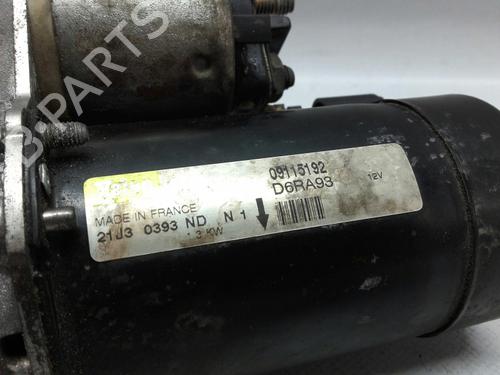 B-PARTS
09115192
D6RA93 12V
MADE IN FRANCE
21J3 0393 ND N 1
1.3 KW